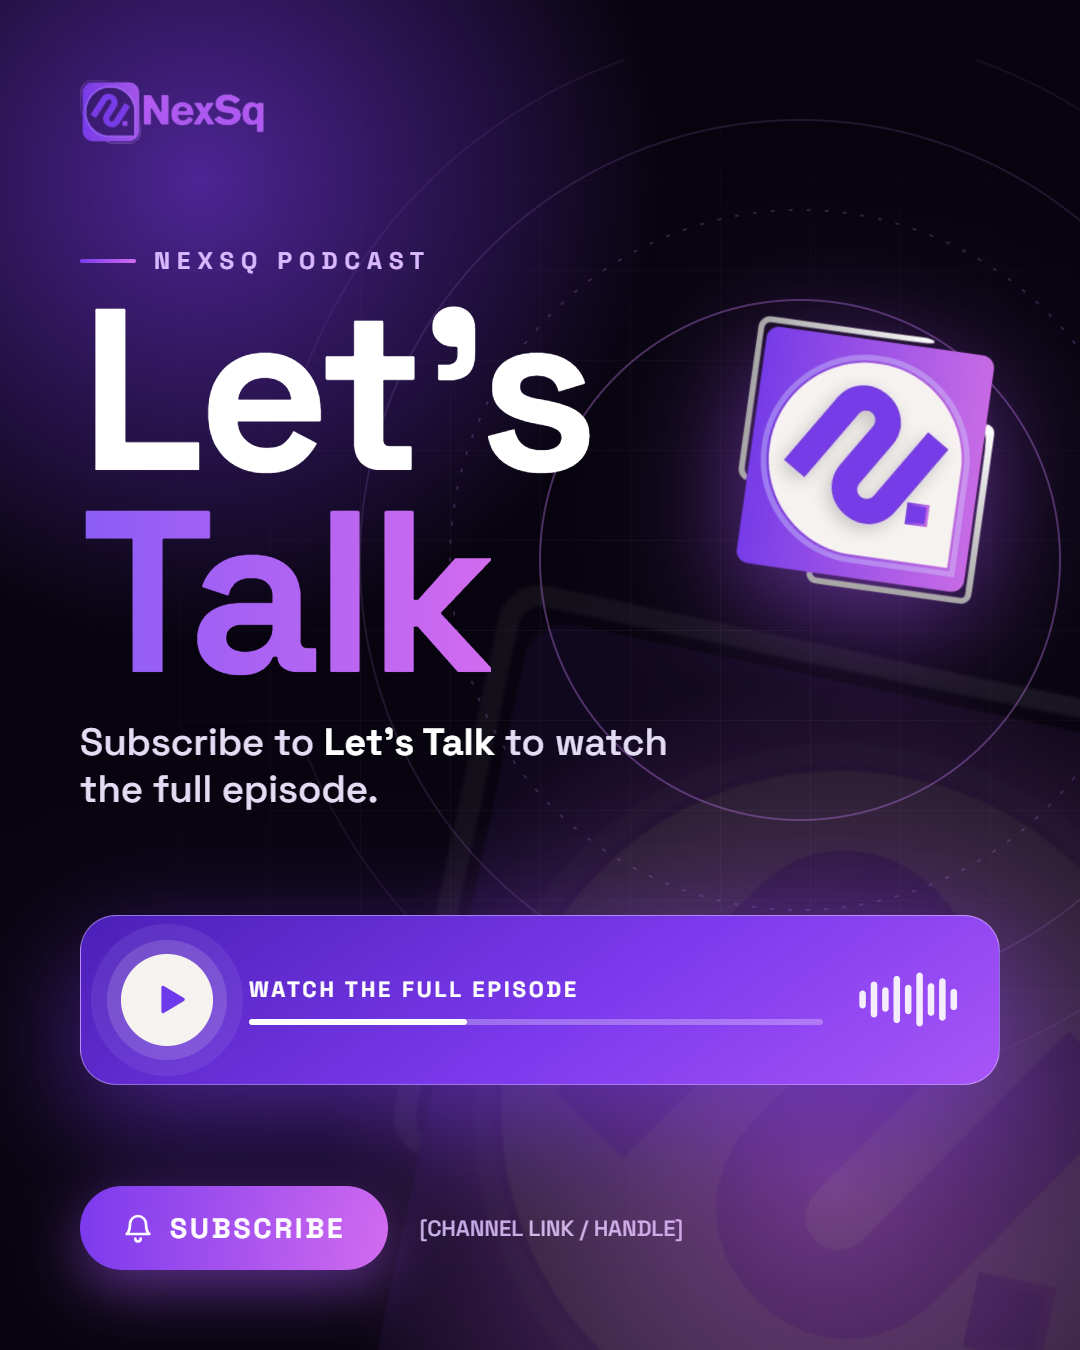 NexSq
NEXSQ PODCAST
Let’s
Talk
Subscribe to Let’s Talk to watch
the full episode.
WATCH THE FULL EPISODE
SUBSCRIBE
[CHANNEL LINK / HANDLE]